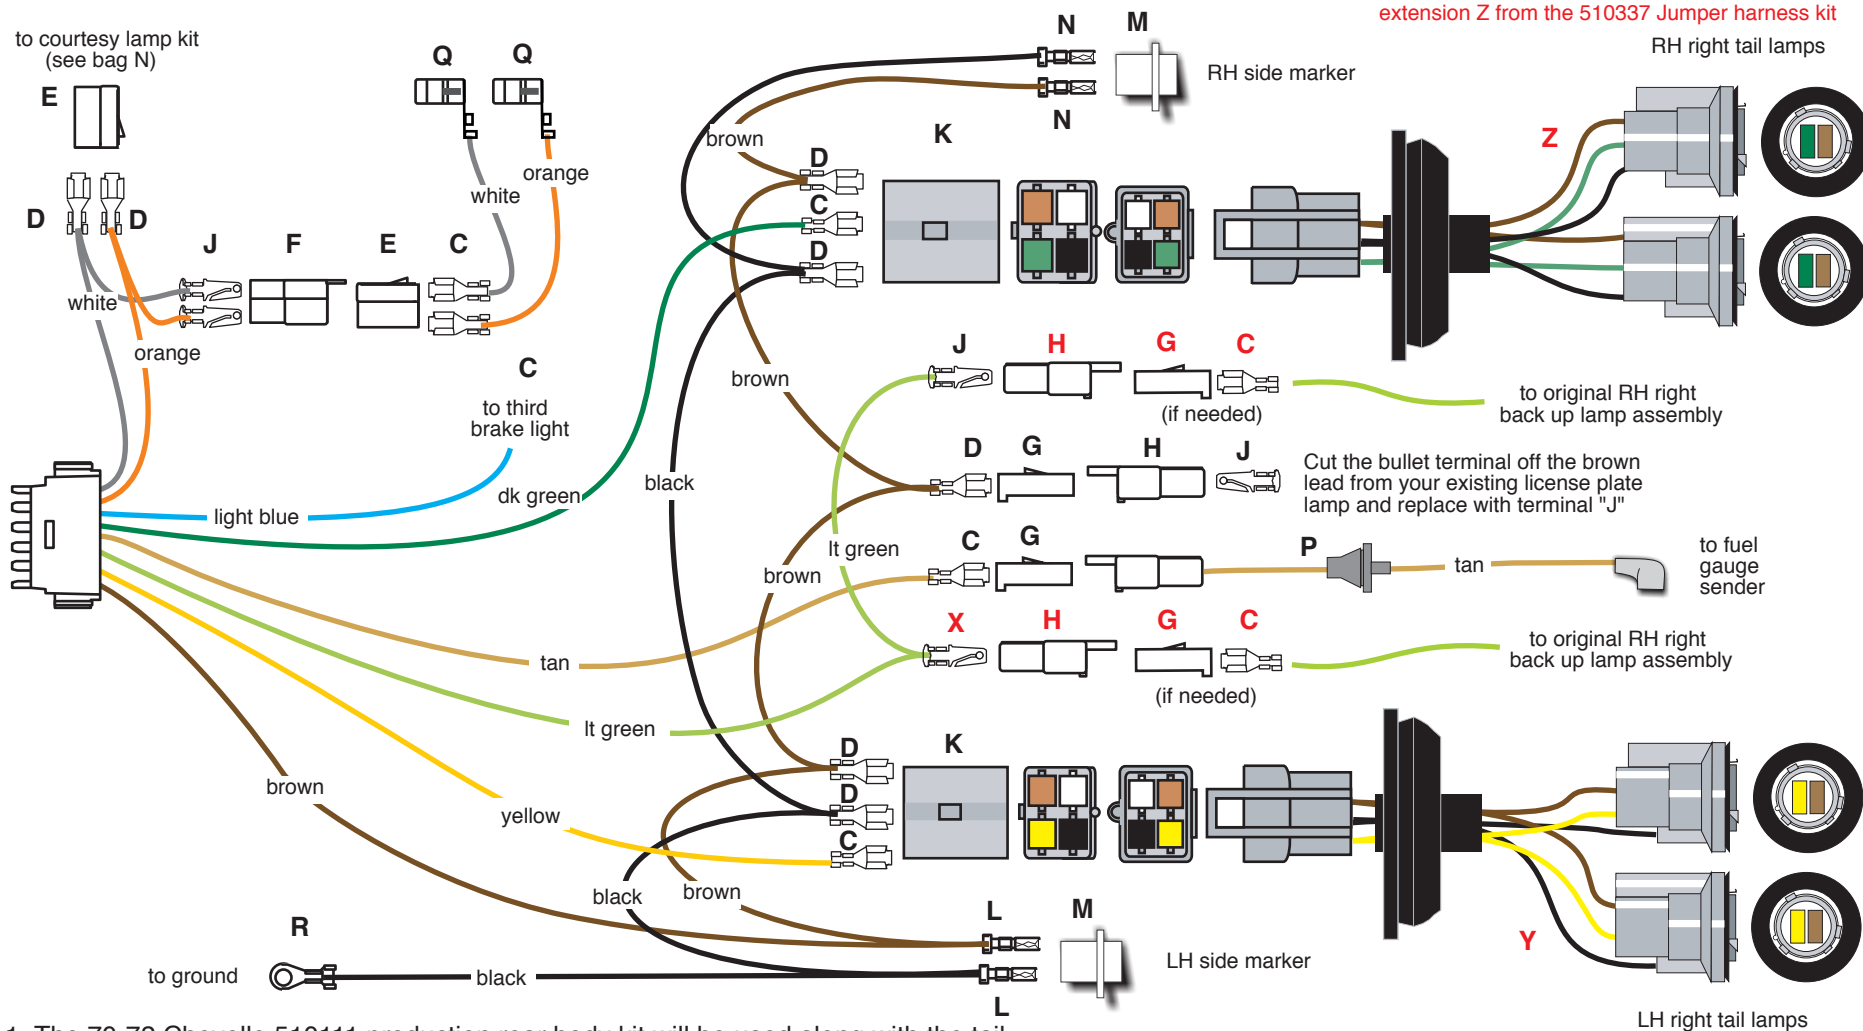 extension Z from the 510337 Jumper harness kit
to courtesy lamp kit
(see bag N)
RH right tail lamps
N
M
RH side marker
N
Q
Q
E
brown
K
Z
D
C
D
white
orange
D
D
J
F
E
C
white
orange
C
to third
brake light
brown
J
H
G
C
(if needed)
to original RH right
back up lamp assembly
D
G
H
J
Cut the bullet terminal off the brown
lead from your existing license plate
lamp and replace with terminal "J"
black
dk green
light blue
lt green
C
G
P
tan
to fuel
gauge
sender
brown
X
H
G
C
(if needed)
to original RH right
back up lamp assembly
tan
lt green
brown
yellow
D
D
C
K
black
brown
Y
L
M
LH side marker
L
R
to ground
black
LH right tail lamps